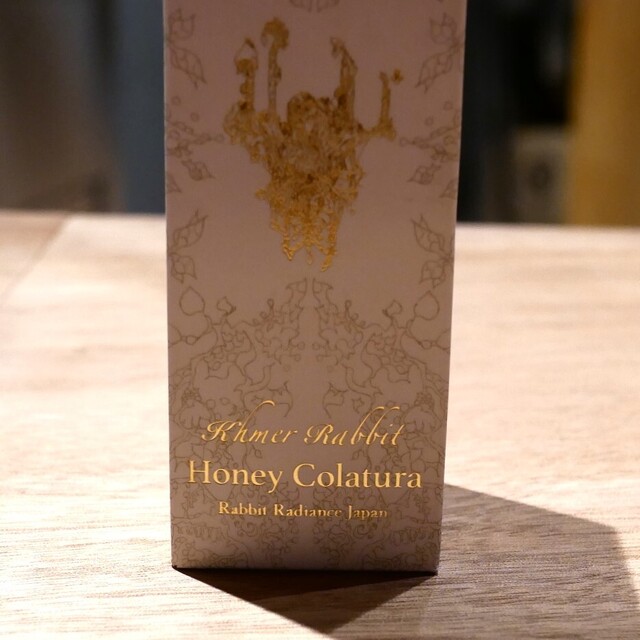 Khmer Rabbit
Honey Colatura
Rabbit Radiance Japan